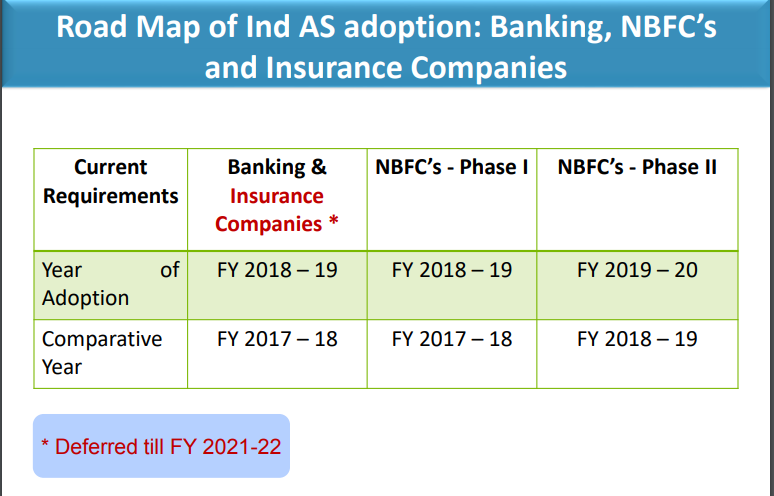 Road Map of Ind AS adoption: Banking, NBFC’s
and Insurance Companies
Current
Requirements
Banking &
Insurance
Companies *
NBFC’s - Phase I
NBFC’s - Phase II
Year of
Adoption
FY 2018 – 19
FY 2018 – 19
FY 2019 – 20
Comparative
Year
FY 2017 – 18
FY 2017 – 18
FY 2018 – 19
* Deferred till FY 2021-22